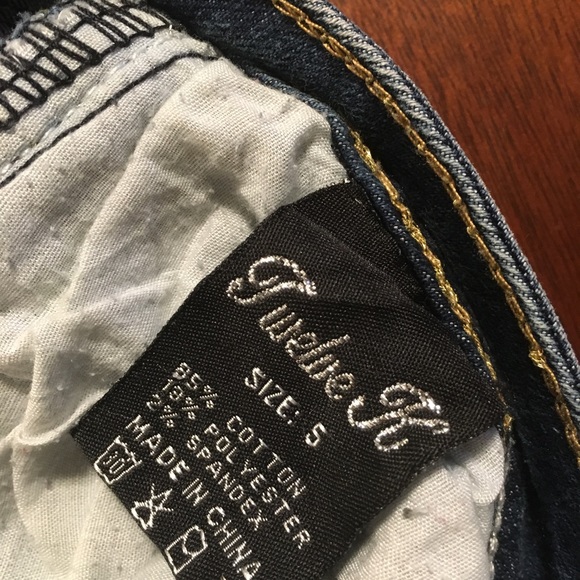 Twelve K
SIZE: 5
85% COTTON
13% POLYESTER
2% SPANDEX
MADE IN CHINA